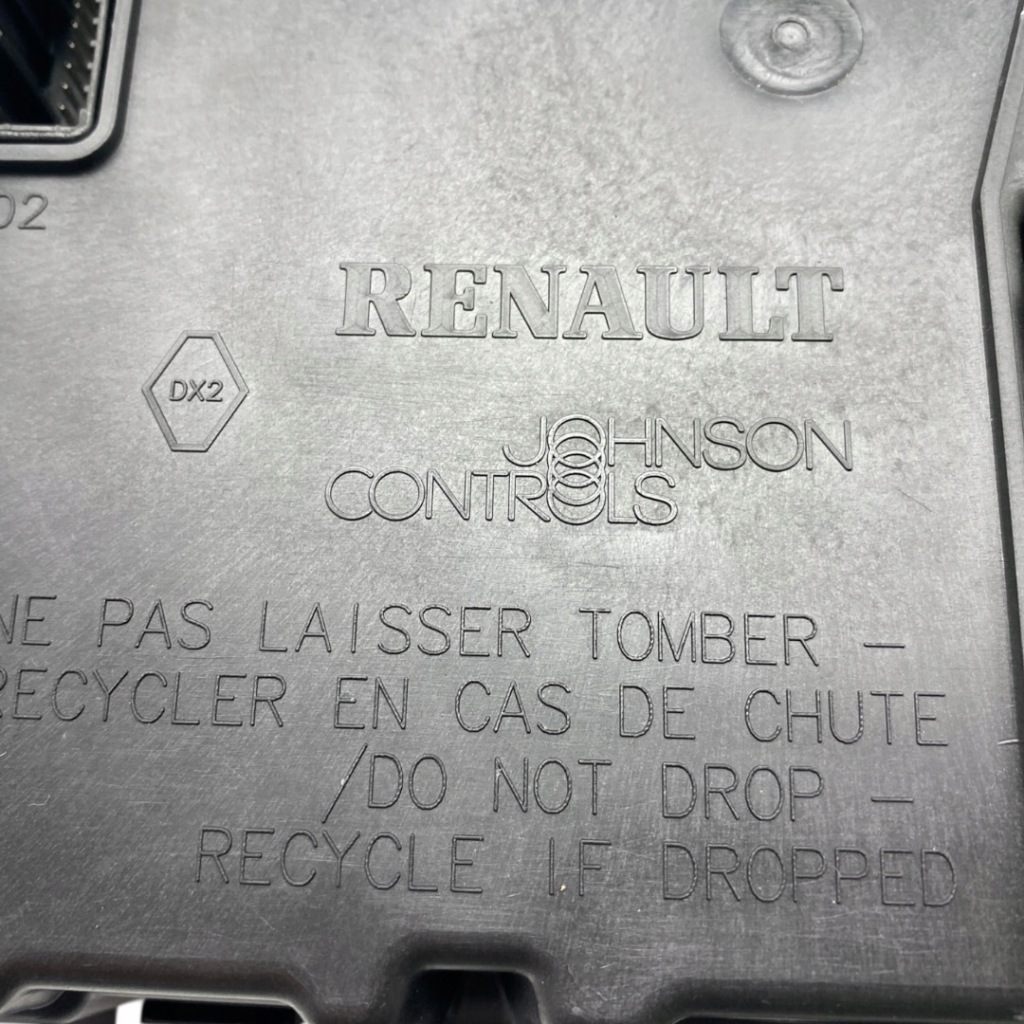 02
RENAULT
DX2
JOHNSON
CONTROLS
NE PAS LAISSER TOMBER –
RECYCLER EN CAS DE CHUTE
/DO NOT DROP –
RECYCLE IF DROPPED